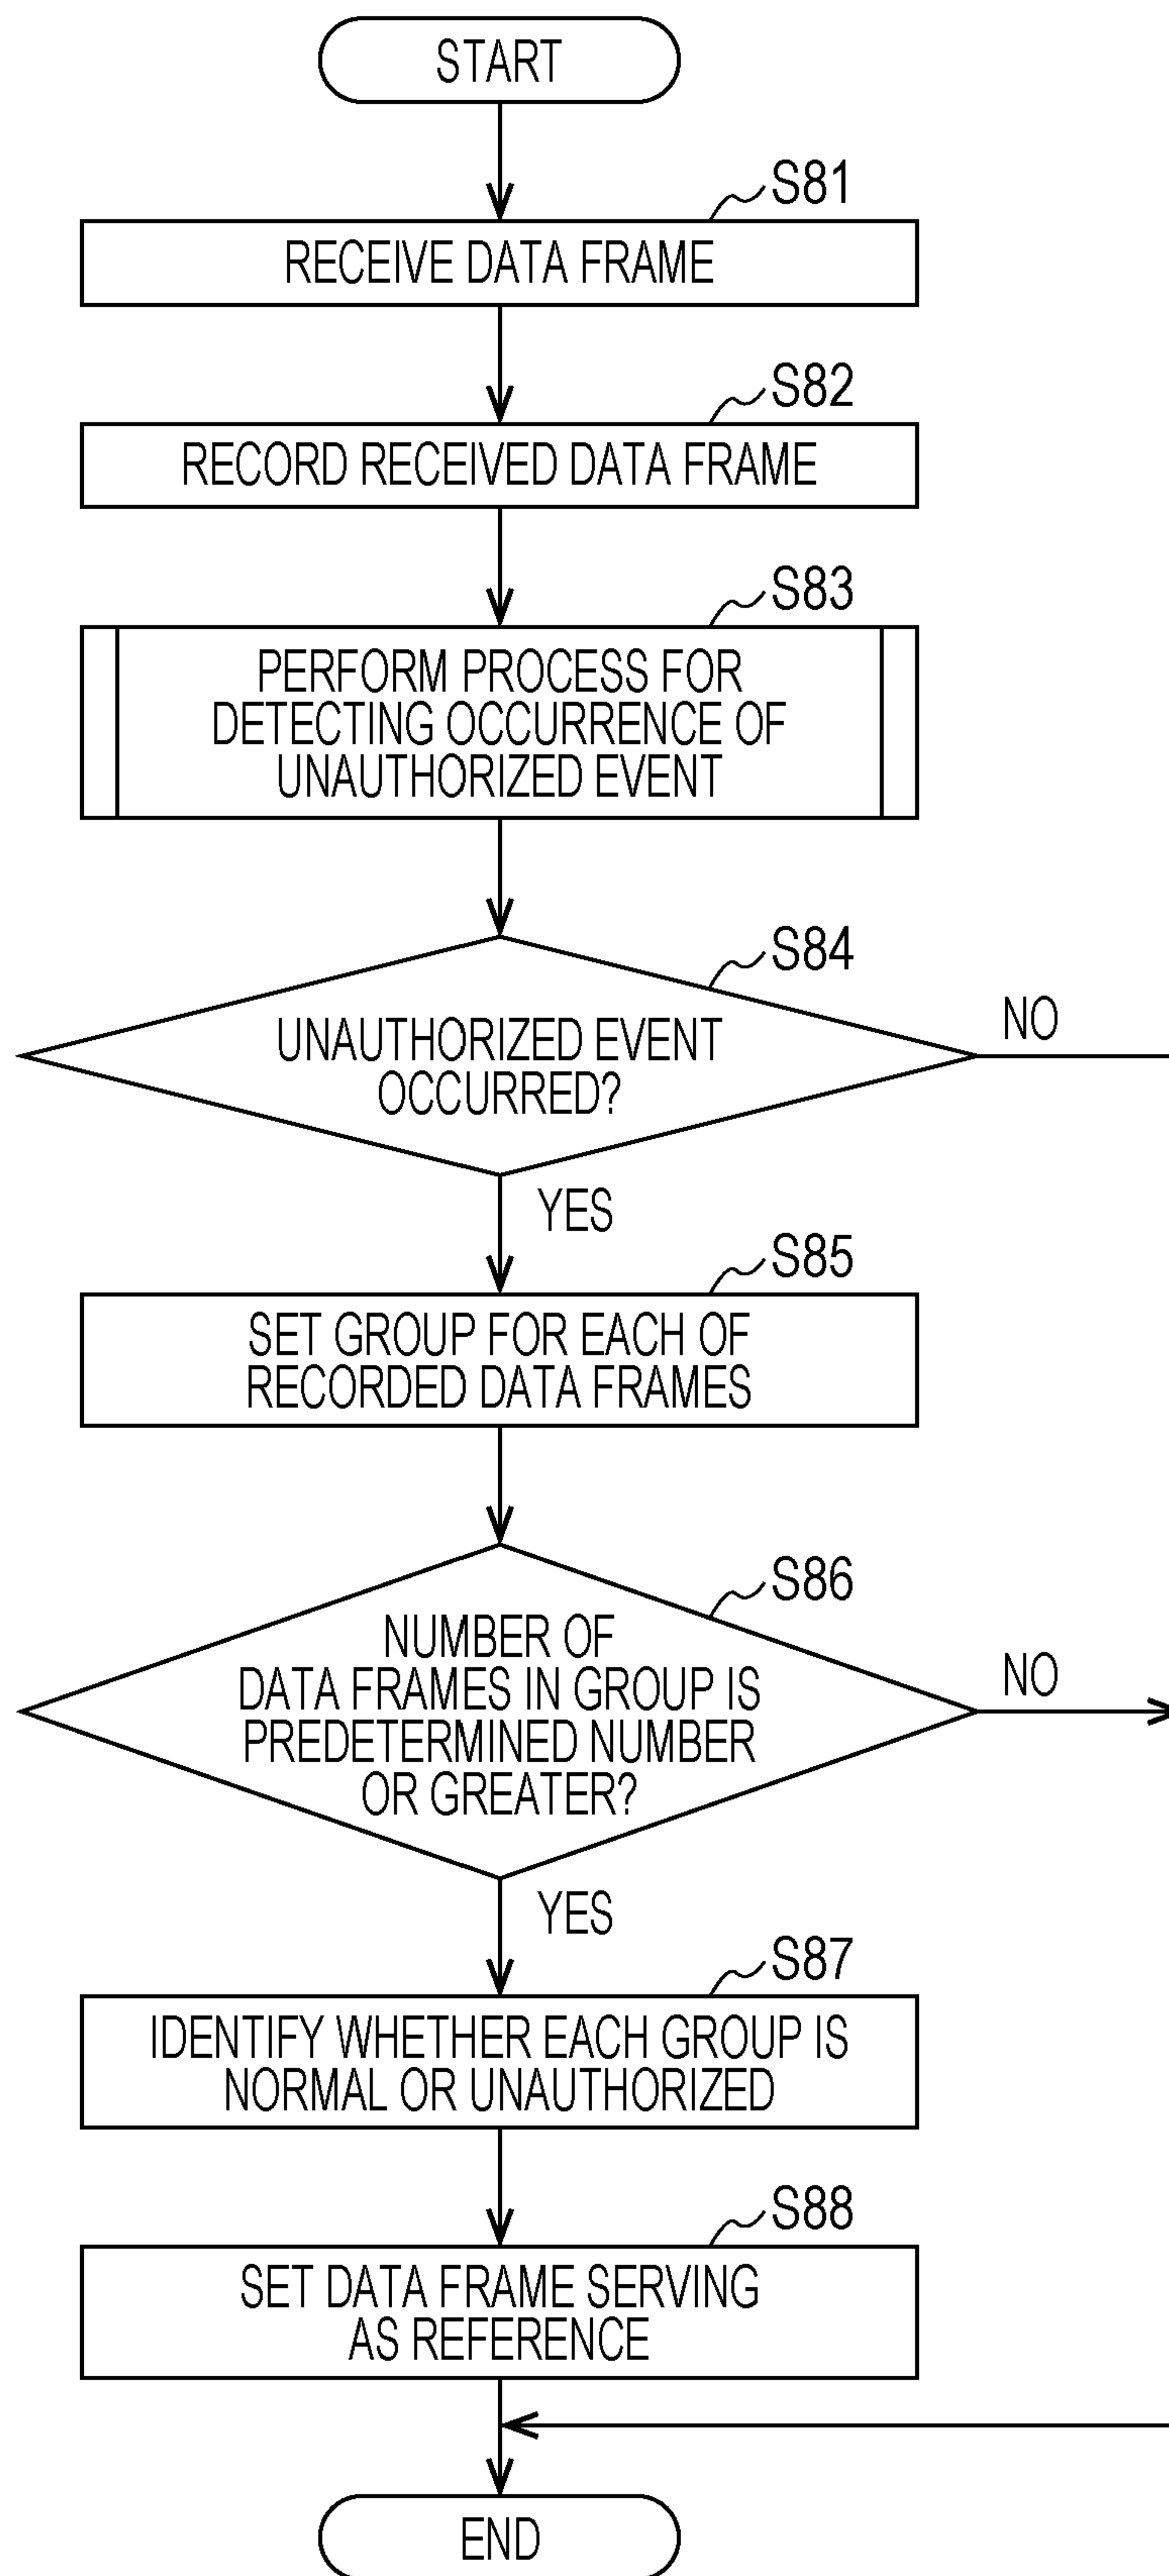 START
S81
RECEIVE DATA FRAME
S82
RECORD RECEIVED DATA FRAME
S83
PERFORM PROCESS FOR
DETECTING OCCURRENCE OF
UNAUTHORIZED EVENT
S84
UNAUTHORIZED EVENT
OCCURRED?
NO
YES
S85
SET GROUP FOR EACH OF
RECORDED DATA FRAMES
S86
NUMBER OF
DATA FRAMES IN GROUP IS
PREDETERMINED NUMBER
OR GREATER?
NO
YES
S87
IDENTIFY WHETHER EACH GROUP IS
NORMAL OR UNAUTHORIZED
S88
SET DATA FRAME SERVING
AS REFERENCE
END